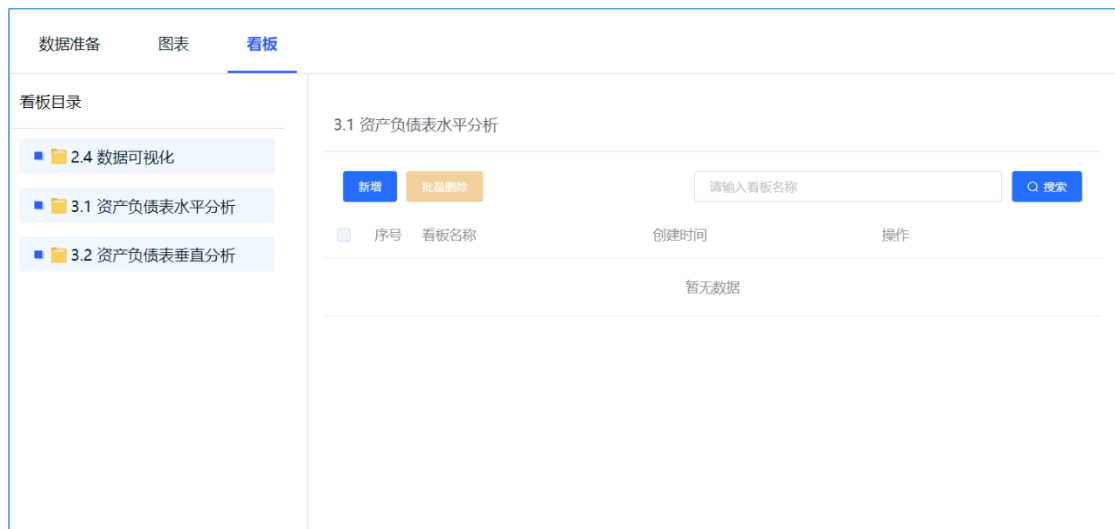 数据准备 图表 看板
看板目录
2.4 数据可视化
3.1 资产负债表水平分析
3.2 资产负债表垂直分析
3.1 资产负债表水平分析
新增 批量删除 请输入看板名称 搜索
序号 看板名称 创建时间 操作
暂无数据